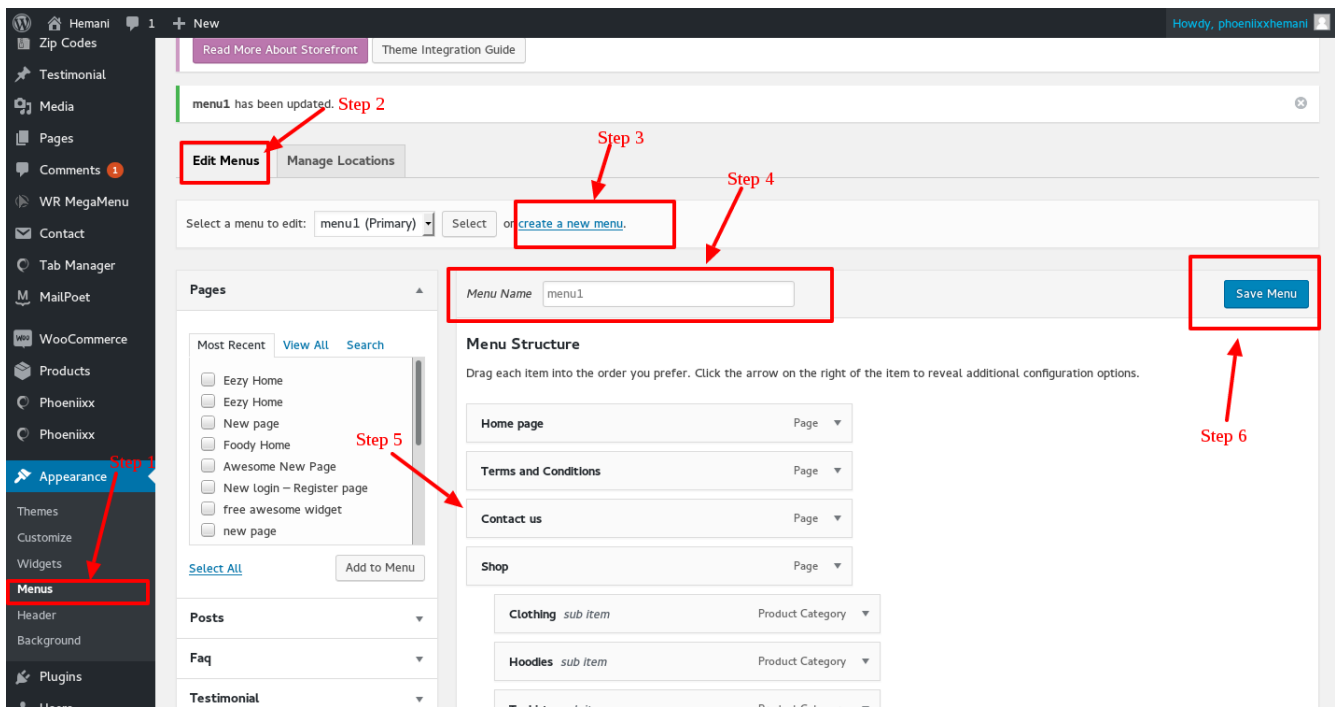 Hemani 1 + New Howdy, phoeniixxhemani
Zip Codes
Testimonial
Media
Pages
Comments 1
WR MegaMenu
Contact
Tab Manager
MailPoet
WooCommerce
Products
Phoeniixx
Phoeniixx
Appearance
Step 1
Themes
Customize
Widgets
Menus
Header
Background
Plugins
Read More About Storefront Theme Integration Guide
menu1 has been updated. Step 2
Step 3
Edit Menus Manage Locations
Step 4
Select a menu to edit: menu1 (Primary) Select or create a new menu.
Pages
Most Recent View All Search
Eezy Home
Eezy Home
New page
Foody Home
Awesome New Page
New login – Register page
free awesome widget
new page
Select All Add to Menu
Posts
Faq
Testimonial
Menu Name menu1 Save Menu
Menu Structure
Drag each item into the order you prefer. Click the arrow on the right of the item to reveal additional configuration options.
Home page Page
Step 5
Step 6
Terms and Conditions Page
Contact us Page
Shop Page
Clothing sub item Product Category
Hoodies sub item Product Category